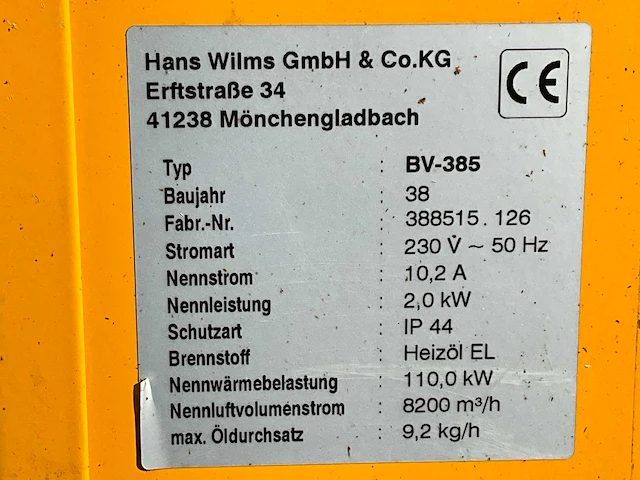 Hans Wilms GmbH & Co.KG
Erftstraße 34
41238 Mönchengladbach
CE
Typ : BV-385
Baujahr : 38
Fabr.-Nr. : 388515.126
Stromart : 230 V ~ 50 Hz
Nennstrom : 10,2 A
Nennleistung : 2,0 kW
Schutzart : IP 44
Brennstoff : Heizöl EL
Nennwärmebelastung : 110,0 kW
Nennluftvolumenstrom : 8200 m³/h
max. Öldurchsatz : 9,2 kg/h